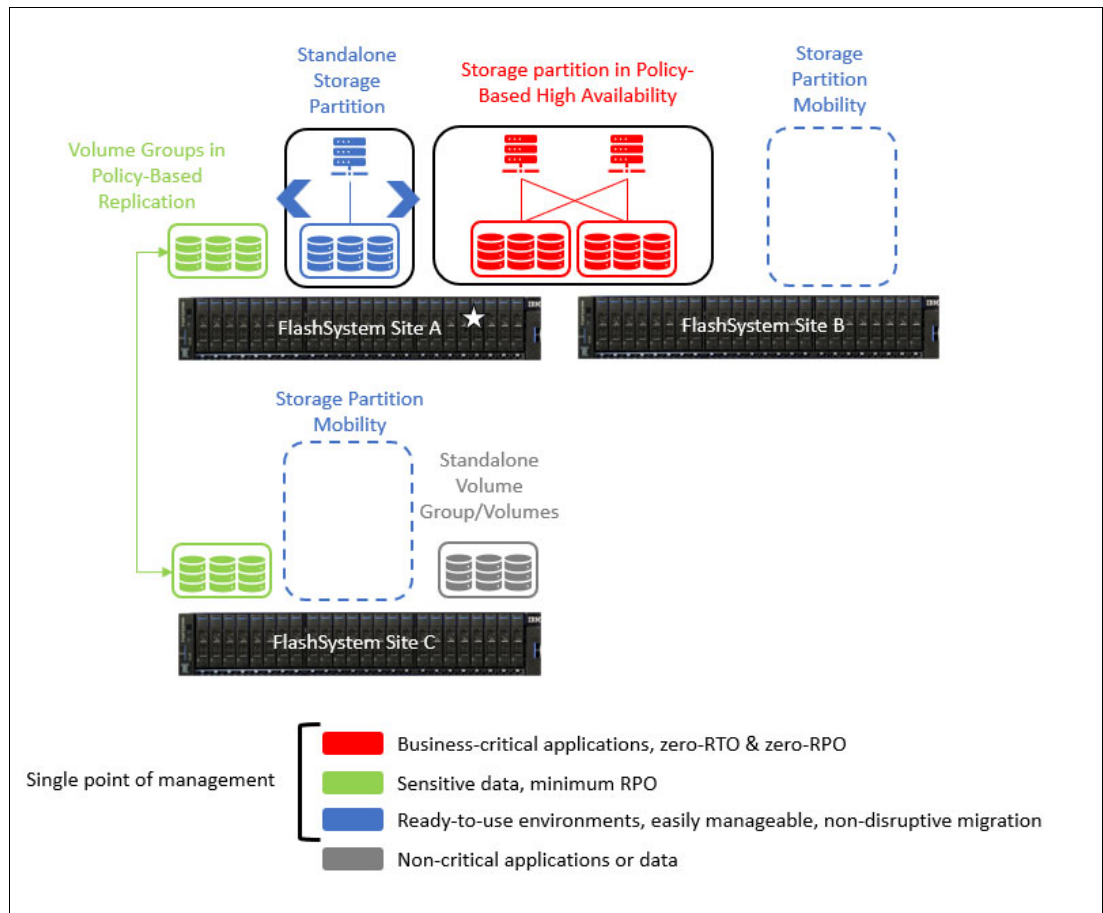 Standalone
Storage
Partition
Storage partition in Policy-
Based High Availability
Storage
Partition
Mobility
Volume Groups in
Policy-Based
Replication
IBM
FlashSystem Site A
IBM
FlashSystem Site B
Storage Partition
Mobility
Standalone
Volume
Group/Volumes
IBM
FlashSystem Site C
Single point of management
Business-critical applications, zero-RTO & zero-RPO
Sensitive data, minimum RPO
Ready-to-use environments, easily manageable, non-disruptive migration
Non-critical applications or data